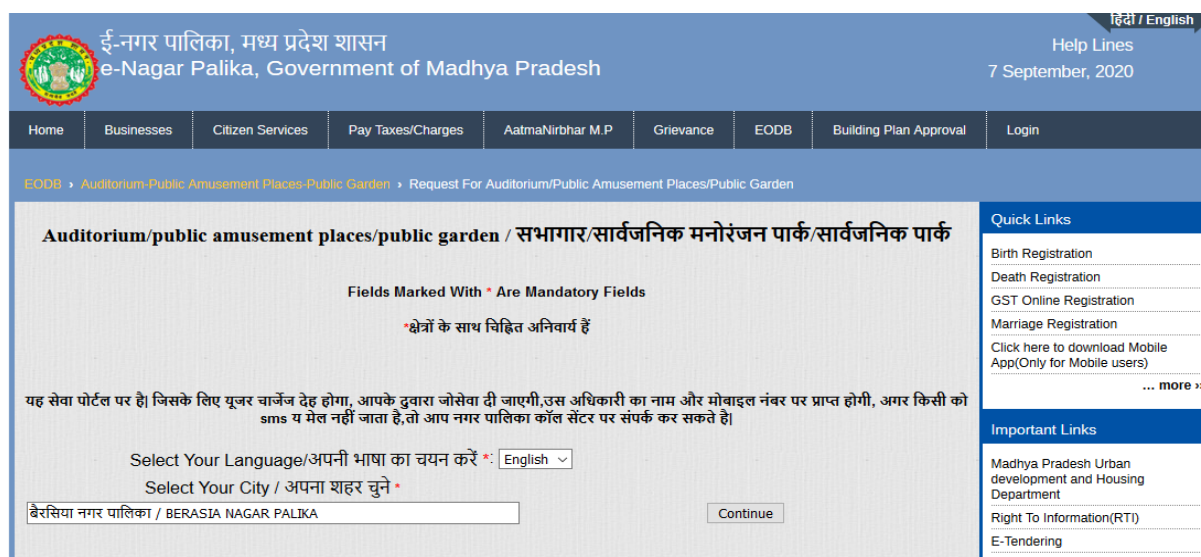 हिंदी / English
ई-नगर पालिका, मध्य प्रदेश शासन
e-Nagar Palika, Government of Madhya Pradesh
Help Lines
7 September, 2020
Home Businesses Citizen Services Pay Taxes/Charges AatmaNirbhar M.P Grievance EODB Building Plan Approval Login
EODB › Auditorium-Public Amusement Places-Public Garden › Request For Auditorium/Public Amusement Places/Public Garden
Auditorium/public amusement places/public garden / सभागार/सार्वजनिक मनोरंजन पार्क/सार्वजनिक पार्क
Fields Marked With * Are Mandatory Fields
*क्षेत्रों के साथ चिह्नित अनिवार्य हैं
यह सेवा पोर्टल पर है| जिसके लिए यूजर चार्जेज देह होगा, आपके दुवारा जोसेवा दी जाएगी,उस अधिकारी का नाम और मोबाइल नंबर पर प्राप्त होगी, अगर किसी को
sms य मेल नहीं जाता है,तो आप नगर पालिका कॉल सेंटर पर संपर्क कर सकते है|
Select Your Language/अपनी भाषा का चयन करें *: English
Select Your City / अपना शहर चुने *
बैरसिया नगर पालिका / BERASIA NAGAR PALIKA Continue
Quick Links
Birth Registration
Death Registration
GST Online Registration
Marriage Registration
Click here to download Mobile
App(Only for Mobile users)
... more »
Important Links
Madhya Pradesh Urban
development and Housing
Department
Right To Information(RTI)
E-Tendering